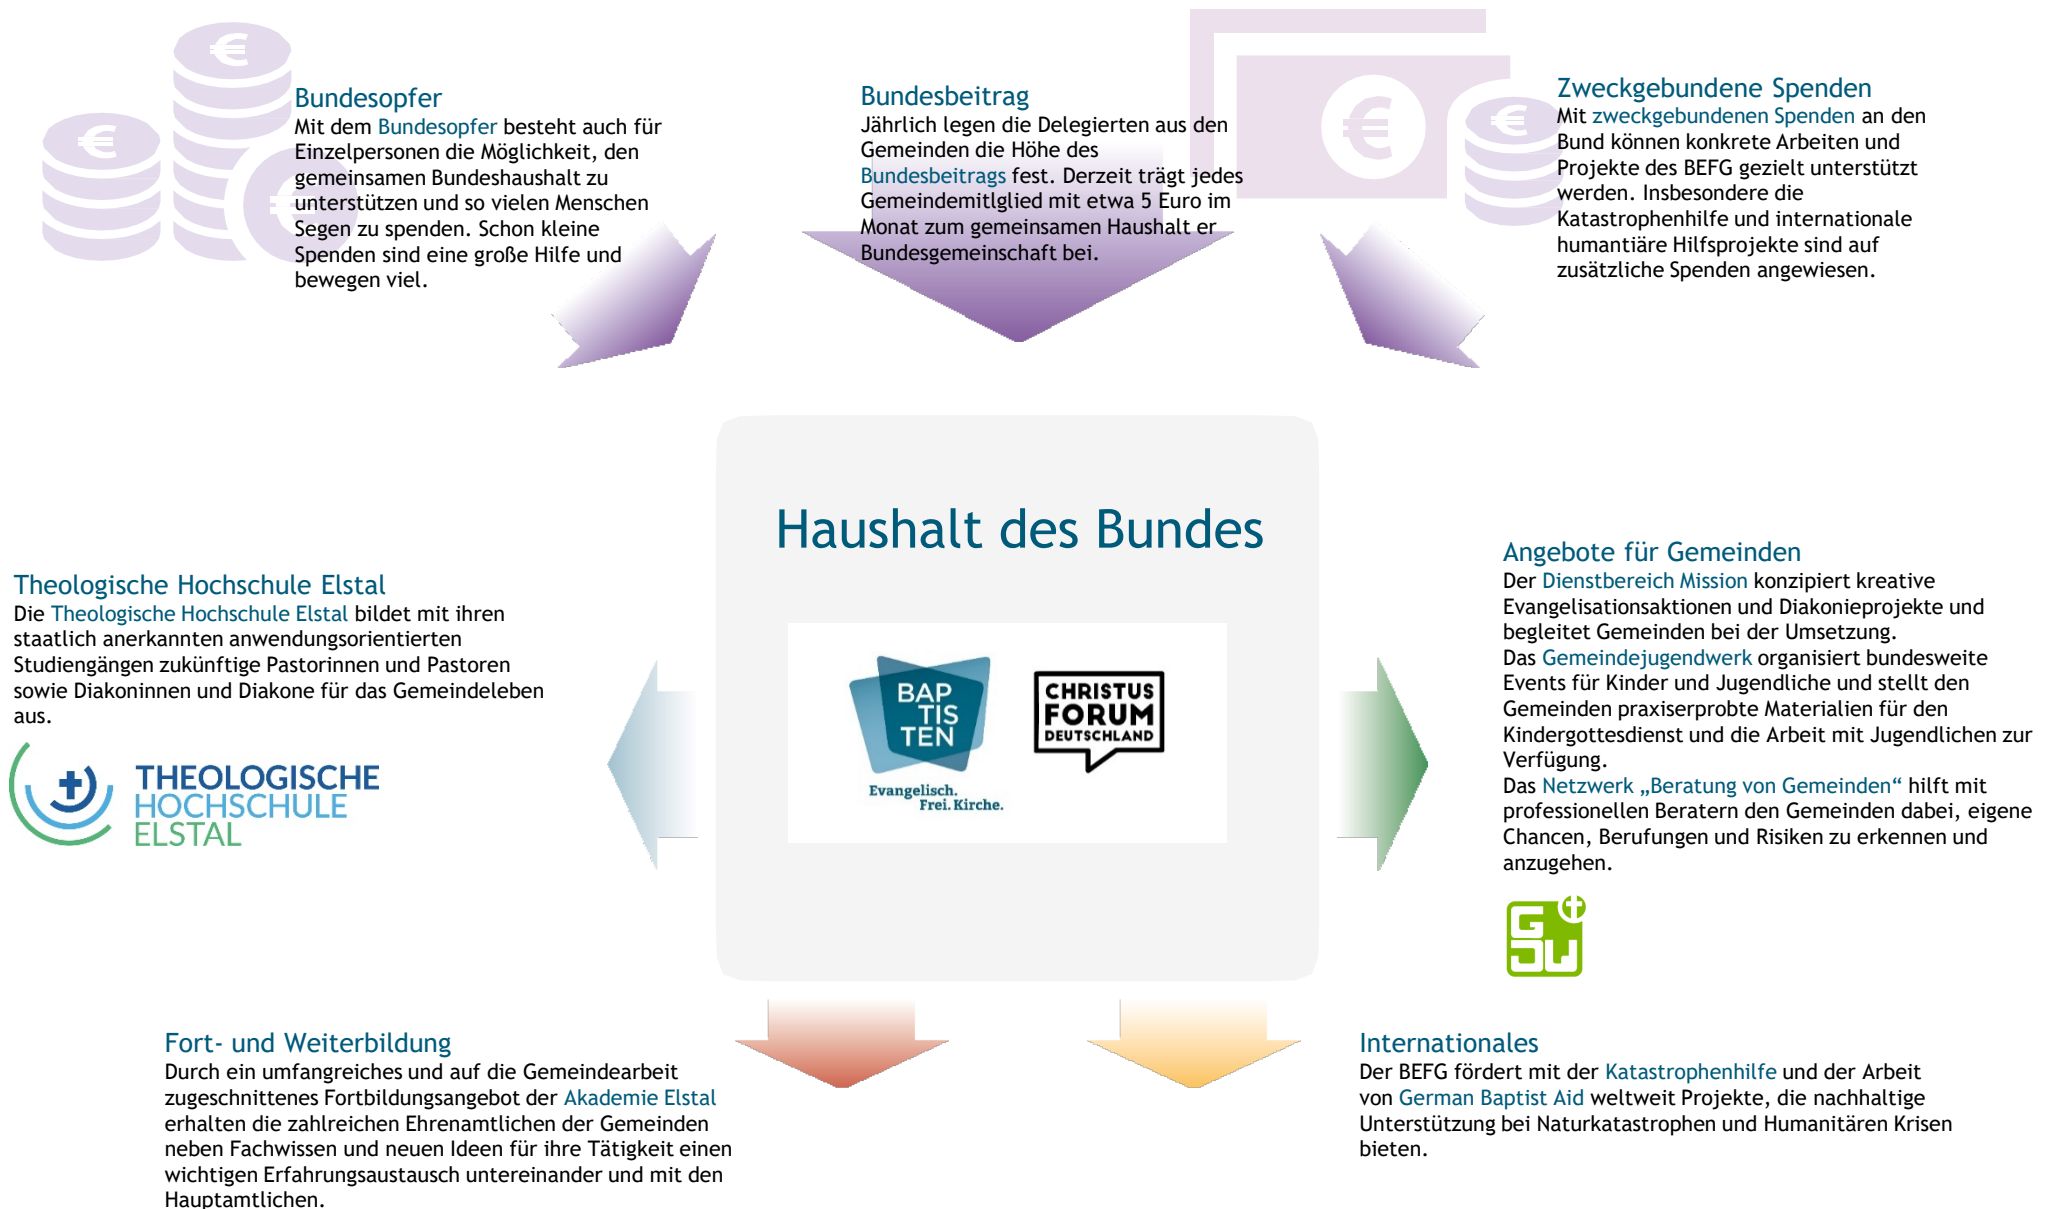 Bundesopfer
Mit dem Bundesopfer besteht auch für
Einzelpersonen die Möglichkeit, den
gemeinsamen Bundeshaushalt zu
unterstützen und so vielen Menschen
Segen zu spenden. Schon kleine
Spenden sind eine große Hilfe und
bewegen viel.
Bundesbeitrag
Jährlich legen die Delegierten aus den
Gemeinden die Höhe des
Bundesbeitrags fest. Derzeit trägt jedes
Gemeindemitlglied mit etwa 5 Euro im
Monat zum gemeinsamen Haushalt er
Bundesgemeinschaft bei.
Zweckgebundene Spenden
Mit zweckgebundenen Spenden an den
Bund können konkrete Arbeiten und
Projekte des BEFG gezielt unterstützt
werden. Insbesondere die
Katastrophenhilfe und internationale
humantiäre Hilfsprojekte sind auf
zusätzliche Spenden angewiesen.
€
€
€
€
€
Haushalt des Bundes
BAP
TIS
TEN
Evangelisch.
Frei. Kirche.
CHRISTUS
FORUM
DEUTSCHLAND
Theologische Hochschule Elstal
Die Theologische Hochschule Elstal bildet mit ihren
staatlich anerkannten anwendungsorientierten
Studiengängen zukünftige Pastorinnen und Pastoren
sowie Diakoninnen und Diakone für das Gemeindeleben
aus.
THEOLOGISCHE
HOCHSCHULE
ELSTAL
Angebote für Gemeinden
Der Dienstbereich Mission konzipiert kreative
Evangelisationsaktionen und Diakonieprojekte und
begleitet Gemeinden bei der Umsetzung.
Das Gemeindejugendwerk organisiert bundesweite
Events für Kinder und Jugendliche und stellt den
Gemeinden praxiserprobte Materialien für den
Kindergottesdienst und die Arbeit mit Jugendlichen zur
Verfügung.
Das Netzwerk „Beratung von Gemeinden“ hilft mit
professionellen Beratern den Gemeinden dabei, eigene
Chancen, Berufungen und Risiken zu erkennen und
anzugehen.
GJW
Fort- und Weiterbildung
Durch ein umfangreiches und auf die Gemeindearbeit
zugeschnittenes Fortbildungsangebot der Akademie Elstal
erhalten die zahlreichen Ehrenamtlichen der Gemeinden
neben Fachwissen und neuen Ideen für ihre Tätigkeit einen
wichtigen Erfahrungsaustausch untereinander und mit den
Hauptamtlichen.
Internationales
Der BEFG fördert mit der Katastrophenhilfe und der Arbeit
von German Baptist Aid weltweit Projekte, die nachhaltige
Unterstützung bei Naturkatastrophen und Humanitären Krisen
bieten.